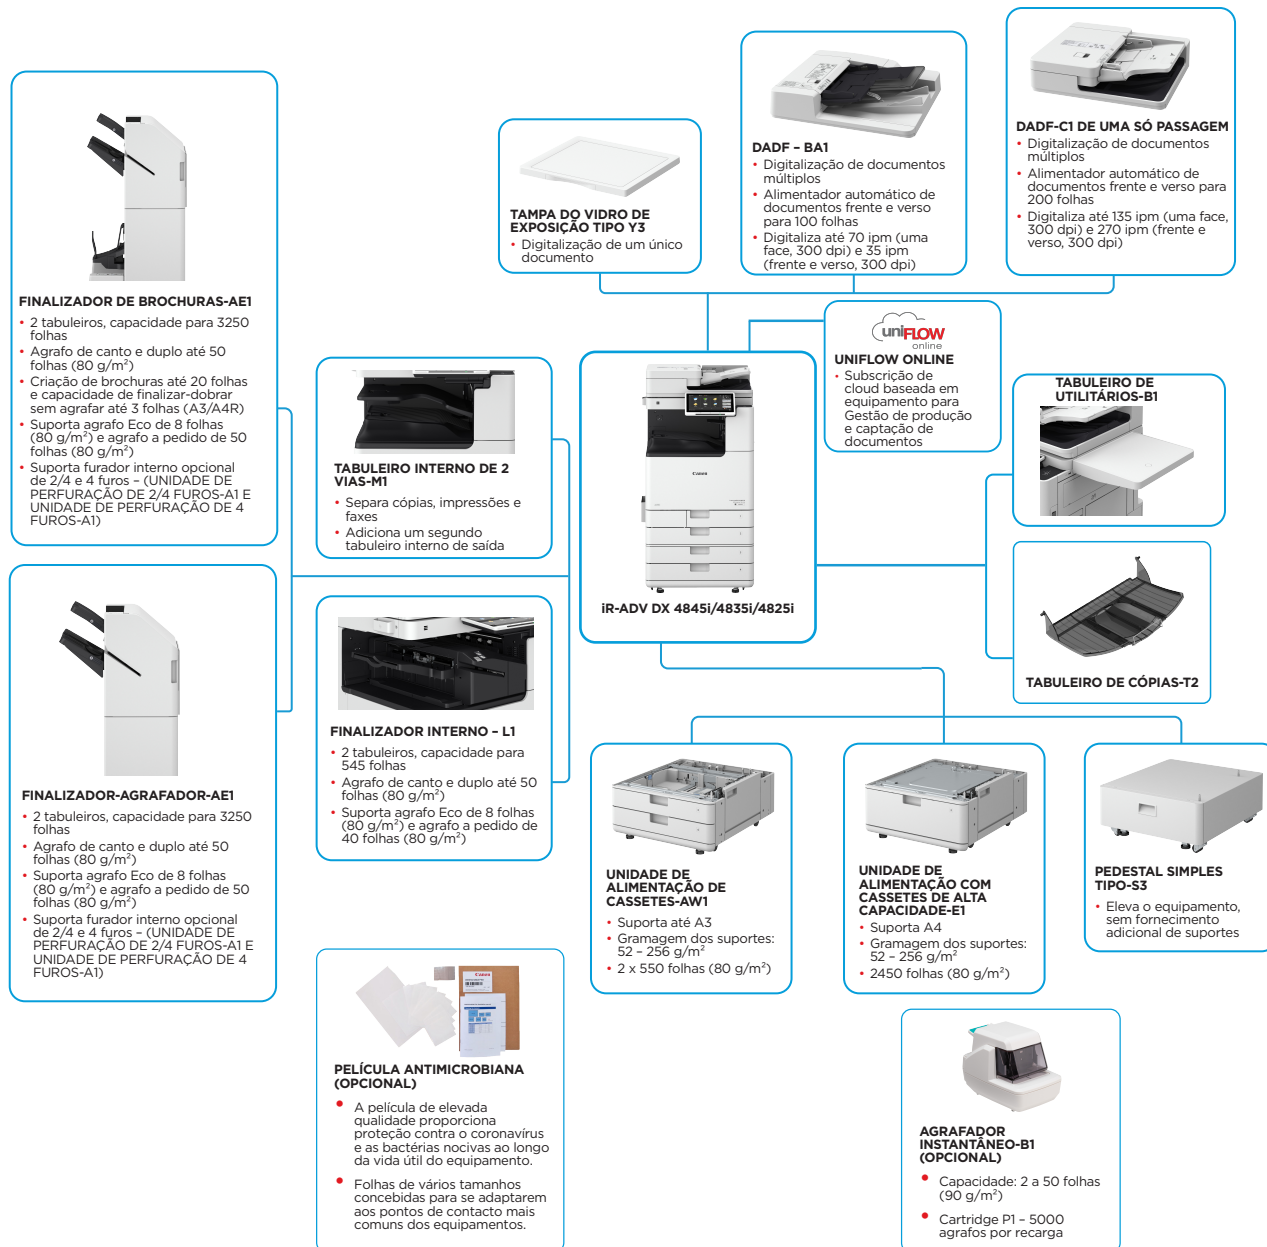 FINALIZADOR DE BROCHURAS-AE1
• 2 tabuleiros, capacidade para 3250
folhas
• Agrafo de canto e duplo até 50
folhas (80 g/m²)
• Criação de brochuras até 20 folhas
e capacidade de finalizar-dobrar
sem agrafar até 3 folhas (A3/A4R)
• Suporta agrafo Eco de 8 folhas
(80 g/m²) e agrafo a pedido de 50
folhas (80 g/m²)
• Suporta furador interno opcional
de 2/4 e 4 furos – (UNIDADE DE
PERFURAÇÃO DE 2/4 FUROS-A1 E
UNIDADE DE PERFURAÇÃO DE 4
FUROS-A1)
FINALIZADOR-AGRAFADOR-AE1
• 2 tabuleiros, capacidade para 3250
folhas
• Agrafo de canto e duplo até 50
folhas (80 g/m²)
• Suporta agrafo Eco de 8 folhas
(80 g/m²) e agrafo a pedido de 50
folhas (80 g/m²)
• Suporta furador interno opcional
de 2/4 e 4 furos – (UNIDADE DE
PERFURAÇÃO DE 2/4 FUROS-A1 E
UNIDADE DE PERFURAÇÃO DE 4
FUROS-A1)
TABULEIRO INTERNO DE 2
VIAS-M1
• Separa cópias, impressões e
faxes
• Adiciona um segundo
tabuleiro interno de saída
FINALIZADOR INTERNO – L1
• 2 tabuleiros, capacidade para
545 folhas
• Agrafo de canto e duplo até 50
folhas (80 g/m²)
• Suporta agrafo Eco de 8 folhas
(80 g/m²) e agrafo a pedido de
40 folhas (80 g/m²)
TAMPA DO VIDRO DE
EXPOSIÇÃO TIPO Y3
• Digitalização de um único
documento
DADF – BA1
• Digitalização de documentos
múltiplos
• Alimentador automático de
documentos frente e verso
para 100 folhas
• Digitaliza até 70 ipm (uma
face, 300 dpi) e 35 ipm
(frente e verso, 300 dpi)
DADF-C1 DE UMA SÓ PASSAGEM
• Digitalização de documentos
múltiplos
• Alimentador automático de
documentos frente e verso para
200 folhas
• Digitaliza até 135 ipm (uma face,
300 dpi) e 270 ipm (frente e
verso, 300 dpi)
uniFLOW
online
UNIFLOW ONLINE
• Subscrição de
cloud baseada em
equipamento para
Gestão de produção
e captação de
documentos
Canon
iR-ADV DX 4845i/4835i/4825i
TABULEIRO DE
UTILITÁRIOS-B1
TABULEIRO DE CÓPIAS-T2
UNIDADE DE
ALIMENTAÇÃO DE
CASSETES-AW1
• Suporta até A3
• Gramagem dos suportes:
52 – 256 g/m²
• 2 x 550 folhas (80 g/m²)
UNIDADE DE
ALIMENTAÇÃO COM
CASSETES DE ALTA
CAPACIDADE-E1
• Suporta A4
• Gramagem dos suportes:
52 – 256 g/m²
• 2450 folhas (80 g/m²)
PEDESTAL SIMPLES
TIPO-S3
• Eleva o equipamento,
sem fornecimento
adicional de suportes
Canon
PELÍCULA ANTIMICROBIANA
(OPCIONAL)
• A película de elevada
qualidade proporciona
proteção contra o coronavírus
e as bactérias nocivas ao longo
da vida útil do equipamento.
• Folhas de vários tamanhos
concebidas para se adaptarem
aos pontos de contacto mais
comuns dos equipamentos.
AGRAFADOR
INSTANTÂNEO-B1
(OPCIONAL)
• Capacidade: 2 a 50 folhas
(90 g/m²)
• Cartridge P1 – 5000
agrafos por recarga